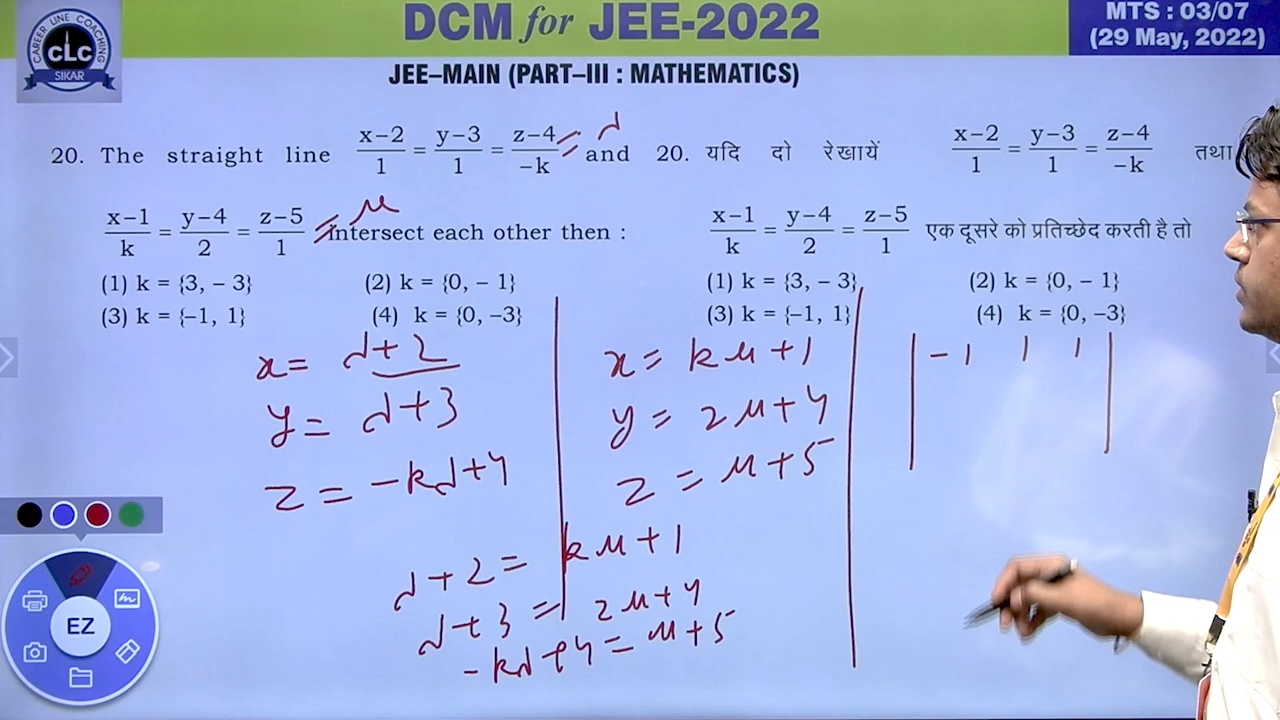 DCM for JEE-2022
MTS : 03/07
(29 May, 2022)
CAREER LINE COACHING
CLC
SIKAR
JEE–MAIN (PART–III : MATHEMATICS)
20. The straight line x–2/1 = y–3/1 = z–4/-k = λ and
x–1/k = y–4/2 = z–5/1 = μ intersect each other then :
(1) k = {3, – 3} (2) k = {0, – 1}
(3) k = {–1, 1} (4) k = {0, –3}
20. यदि दो रेखायें x–2/1 = y–3/1 = z–4/-k तथा
x–1/k = y–4/2 = z–5/1 एक दूसरे को प्रतिच्छेद करती है तो
(1) k = {3, – 3} (2) k = {0, – 1}
(3) k = {–1, 1} (4) k = {0, –3}
x = λ+2
y = λ+3
z = -kλ+4
x = kμ+1
y = 2μ+4
z = μ+5
λ+2 = kμ+1
λ+3 = 2μ+4
-kλ+4 = μ+5
| -1 1 1 |
EZ